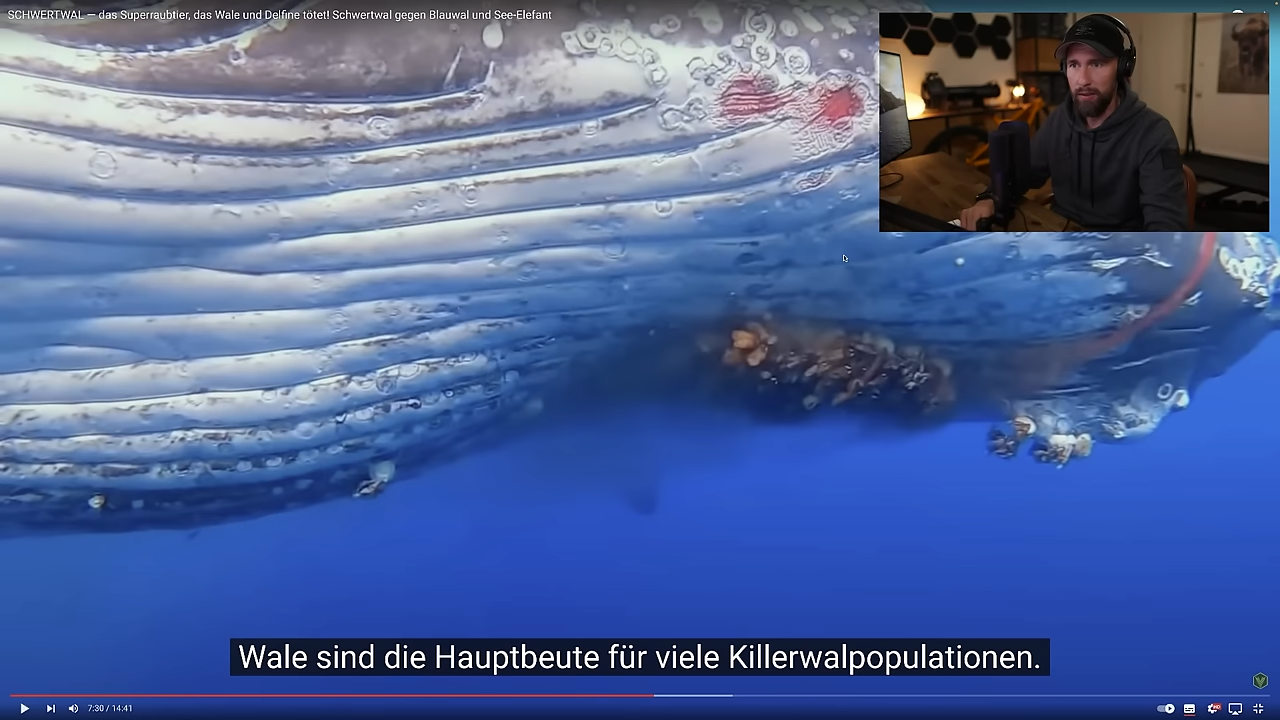 SCHWERTWAL — das Superraubtier, das Wale und Delfine tötet! Schwertwal gegen Blauwal und See-Elefant
Wale sind die Hauptbeute für viele Killerwalpopulationen.
7:30 / 14:41